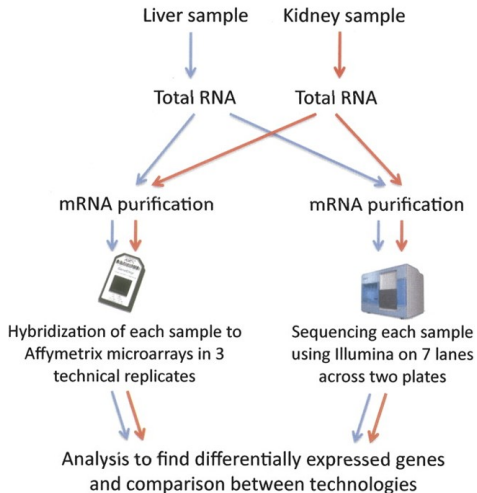 Liver sample
Kidney sample
Total RNA
Total RNA
mRNA purification
mRNA purification
Hybridization of each sample to
Affymetrix microarrays in 3
technical replicates
Sequencing each sample
using Illumina on 7 lanes
across two plates
Analysis to find differentially expressed genes
and comparison between technologies